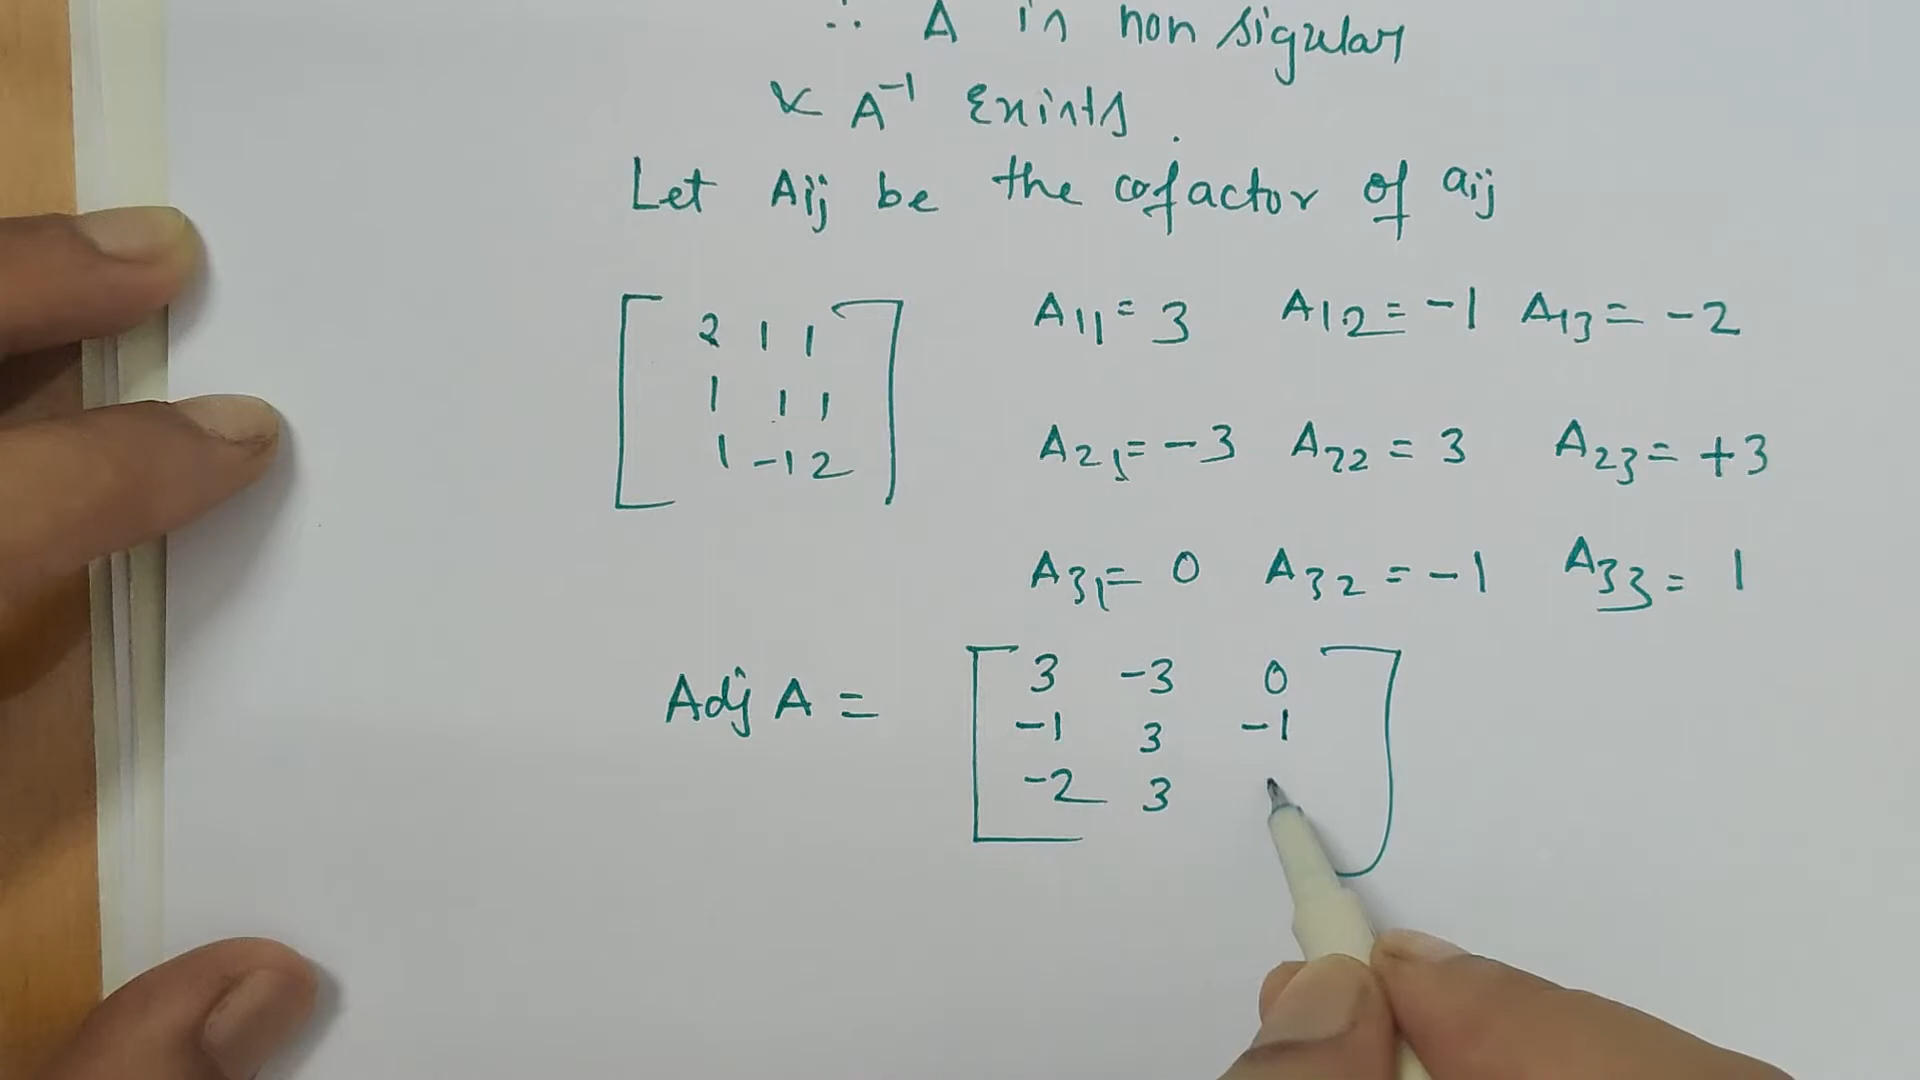 ∴ A is non sigular
& A⁻¹ Exists.
Let Aij be the cofactor of aij
2 1 1
1 1 1
1 -1 2
A11 = 3 A12 = -1 A13 = -2
A21 = -3 A22 = 3 A23 = +3
A31 = 0 A32 = -1 A33 = 1
Adj A =
3 -3 0
-1 3 -1
-2 3